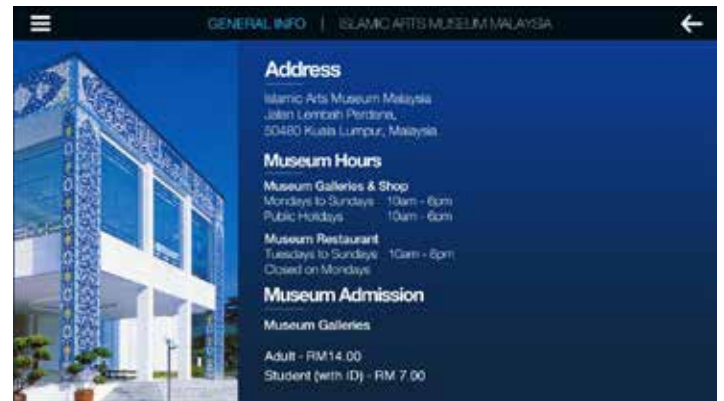 GENERAL INFO | ISLAMIC ARTS MUSEUM MALAYSIA
Address
Islamic Arts Museum Malaysia
Jalan Lembah Perdana,
50480 Kuala Lumpur, Malaysia
Museum Hours
Museum Galleries & Shop
Mondays to Sundays 10am - 6pm
Public Holidays 10am - 6pm
Museum Restaurant
Tuesdays to Sundays 10am - 6pm
Closed on Mondays
Museum Admission
Museum Galleries
Adult - RM14.00
Student (with ID) - RM 7.00